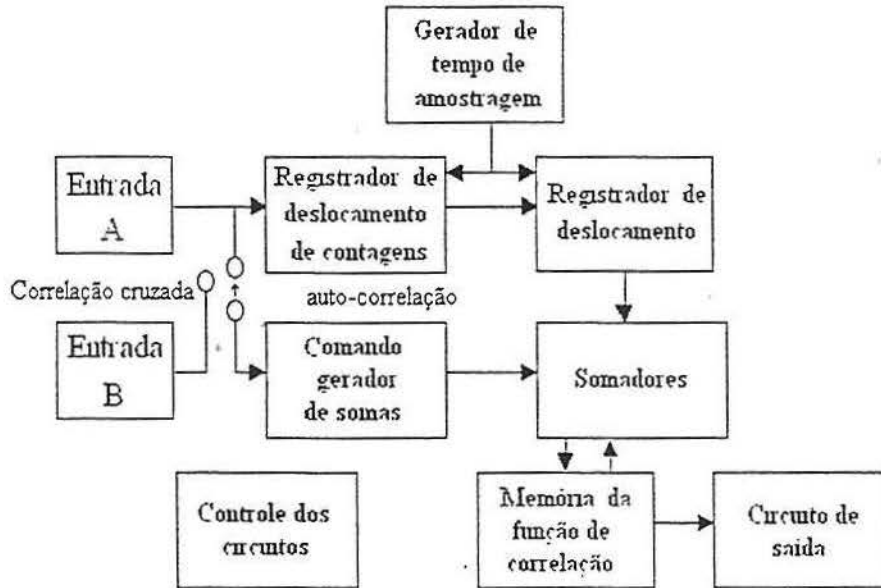 Gerador de
tempo de
amostragem
Entrada
A
Registrador de
deslocamento
de contagens
Registrador de
deslocamento
Correlação cruzada
auto-correlação
Entrada
B
Comando
gerador
de somas
Somadores
Controle dos
circuitos
Memória da
função de
correlação
Circuito de
saida